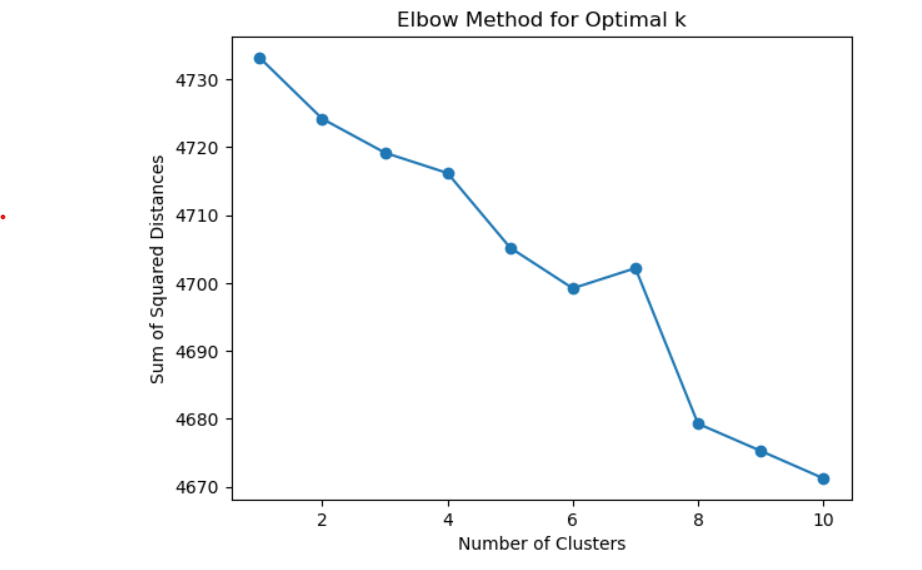 Elbow Method for Optimal k
Sum of Squared Distances
4730
4720
4710
4700
4690
4680
4670
2 4 6 8 10
Number of Clusters